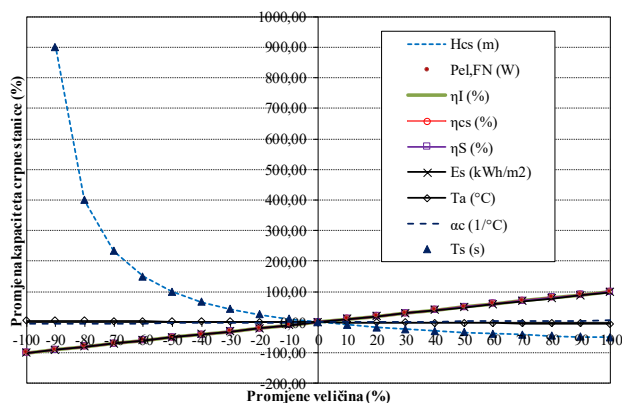 1000,00
900,00
800,00
700,00
600,00
500,00
400,00
300,00
200,00
100,00
0,00
-100,00
-200,00
Promjena kapaciteta crpne stanice (%)
Hcs (m)
Pel,FN (W)
ηI (%)
ηcs (%)
ηS (%)
Es (kWh/m2)
Ta (°C)
αc (1/°C)
Ts (s)
-100 -90 -80 -70 -60 -50 -40 -30 -20 -10 0 10 20 30 40 50 60 70 80 90 100
Promjene veličina (%)